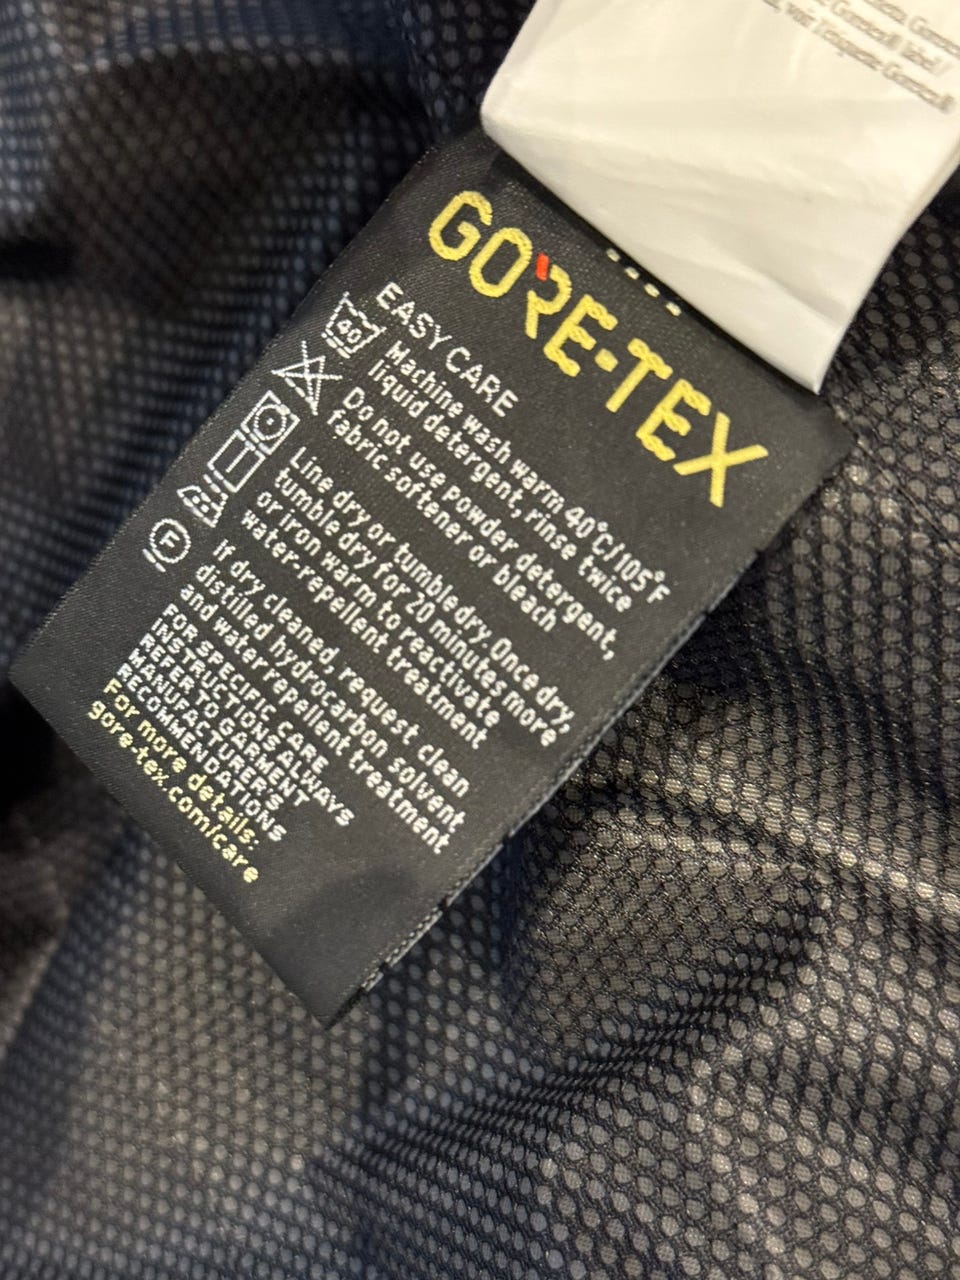 GORE-TEX
EASY CARE
40
Machine wash warm 40°C/105°F
liquid detergent, rinse twice
Do not use powder detergent,
fabric softener or bleach
Line dry or tumbledry. Once dry,
tumble dry for 20 minutes more
or iron warm to reactivate
water-repellent treatment
F
If dry cleaned, request clean
distilled hydrocarbon solvent
and water repellent treatment
FOR SPECIFIC CARE
INSTRUCTIONS ALWAYS
REFER TO GARMENT
MANUFACTURERS
RECOMMENDATIONS
For more details:
gore-tex.com/care